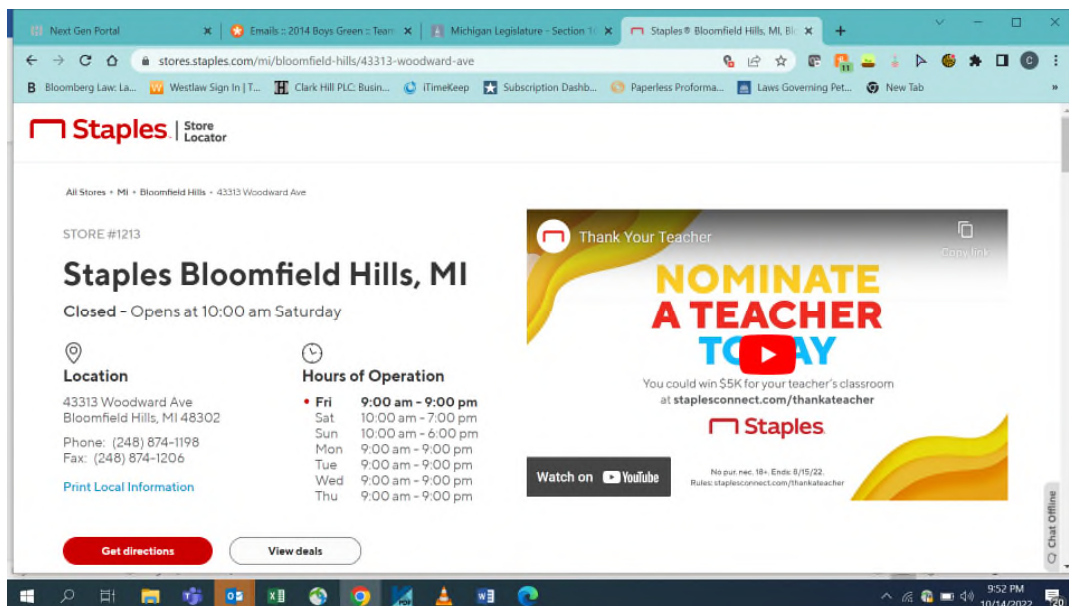 Next Gen Portal
Emails :: 2014 Boys Green :: Team
Michigan Legislature - Section 1
Staples® Bloomfield Hills, MI, Bl
stores.staples.com/mi/bloomfield-hills/43313-woodward-ave
11
C
B Bloomberg Law: La...
Westlaw Sign In | T...
Clark Hill PLC: Busin...
iTimeKeep
Subscription Dashb...
Paperless Proforma...
Laws Governing Pet...
New Tab
»
Staples | Store Locator
All Stores • MI • Bloomfield Hills • 43313 Woodward Ave
STORE #1213
Staples Bloomfield Hills, MI
Closed - Opens at 10:00 am Saturday
Location
43313 Woodward Ave
Bloomfield Hills, MI 48302
Phone: (248) 874-1198
Fax: (248) 874-1206
Print Local Information
Hours of Operation
• Fri 9:00 am - 9:00 pm
Sat 10:00 am - 7:00 pm
Sun 10:00 am - 6:00 pm
Mon 9:00 am - 9:00 pm
Tue 9:00 am - 9:00 pm
Wed 9:00 am - 9:00 pm
Thu 9:00 am - 9:00 pm
Get directions
View deals
Thank Your Teacher
Copy link
NOMINATE
A TEACHER
TODAY
You could win $5K for your teacher's classroom
at staplesconnect.com/thankateacher
Staples
Watch on YouTube
No pur. nec. 18+. Ends 8/15/22.
Rules: staplesconnect.com/thankateacher
Chat Offline
9:52 PM
10/14/2022
20